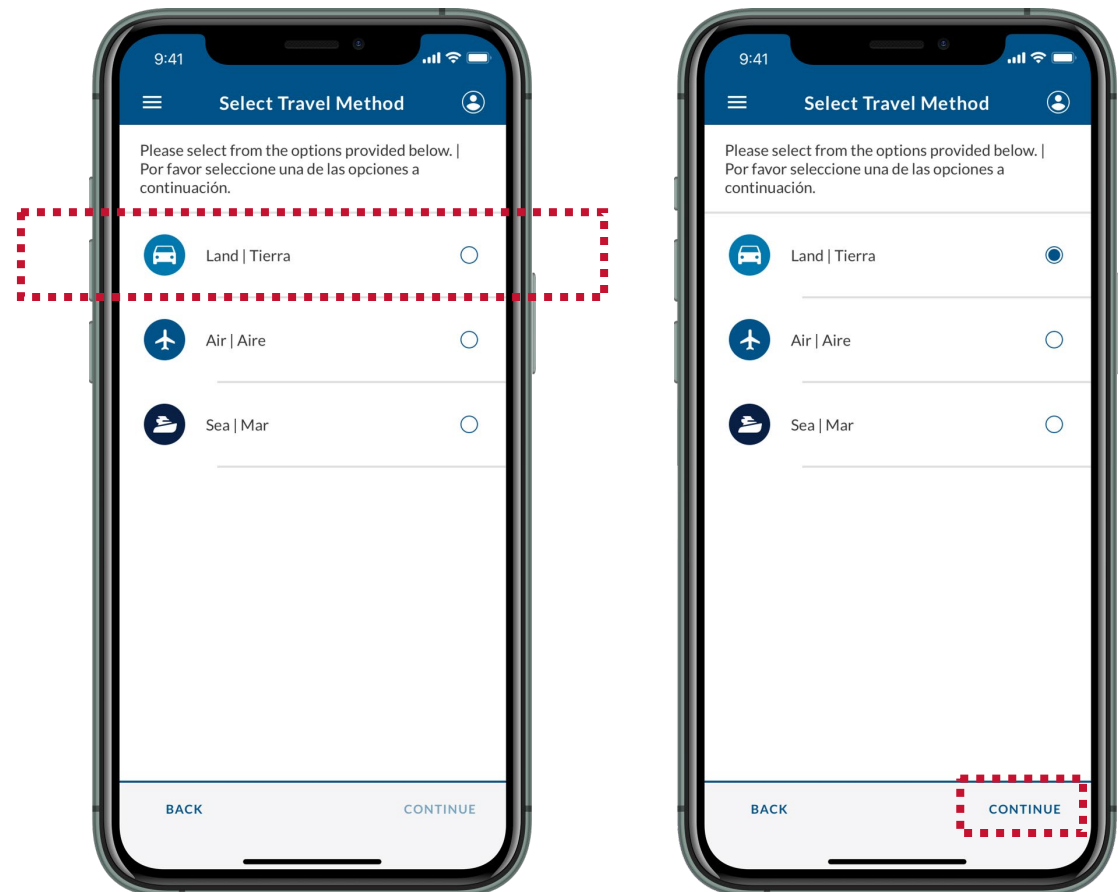 9:41
Select Travel Method
Please select from the options provided below. |
Por favor seleccione una de las opciones a
continuación.
Land | Tierra
Air | Aire
Sea | Mar
BACK
CONTINUE
9:41
Select Travel Method
Please select from the options provided below. |
Por favor seleccione una de las opciones a
continuación.
Land | Tierra
Air | Aire
Sea | Mar
BACK
CONTINUE